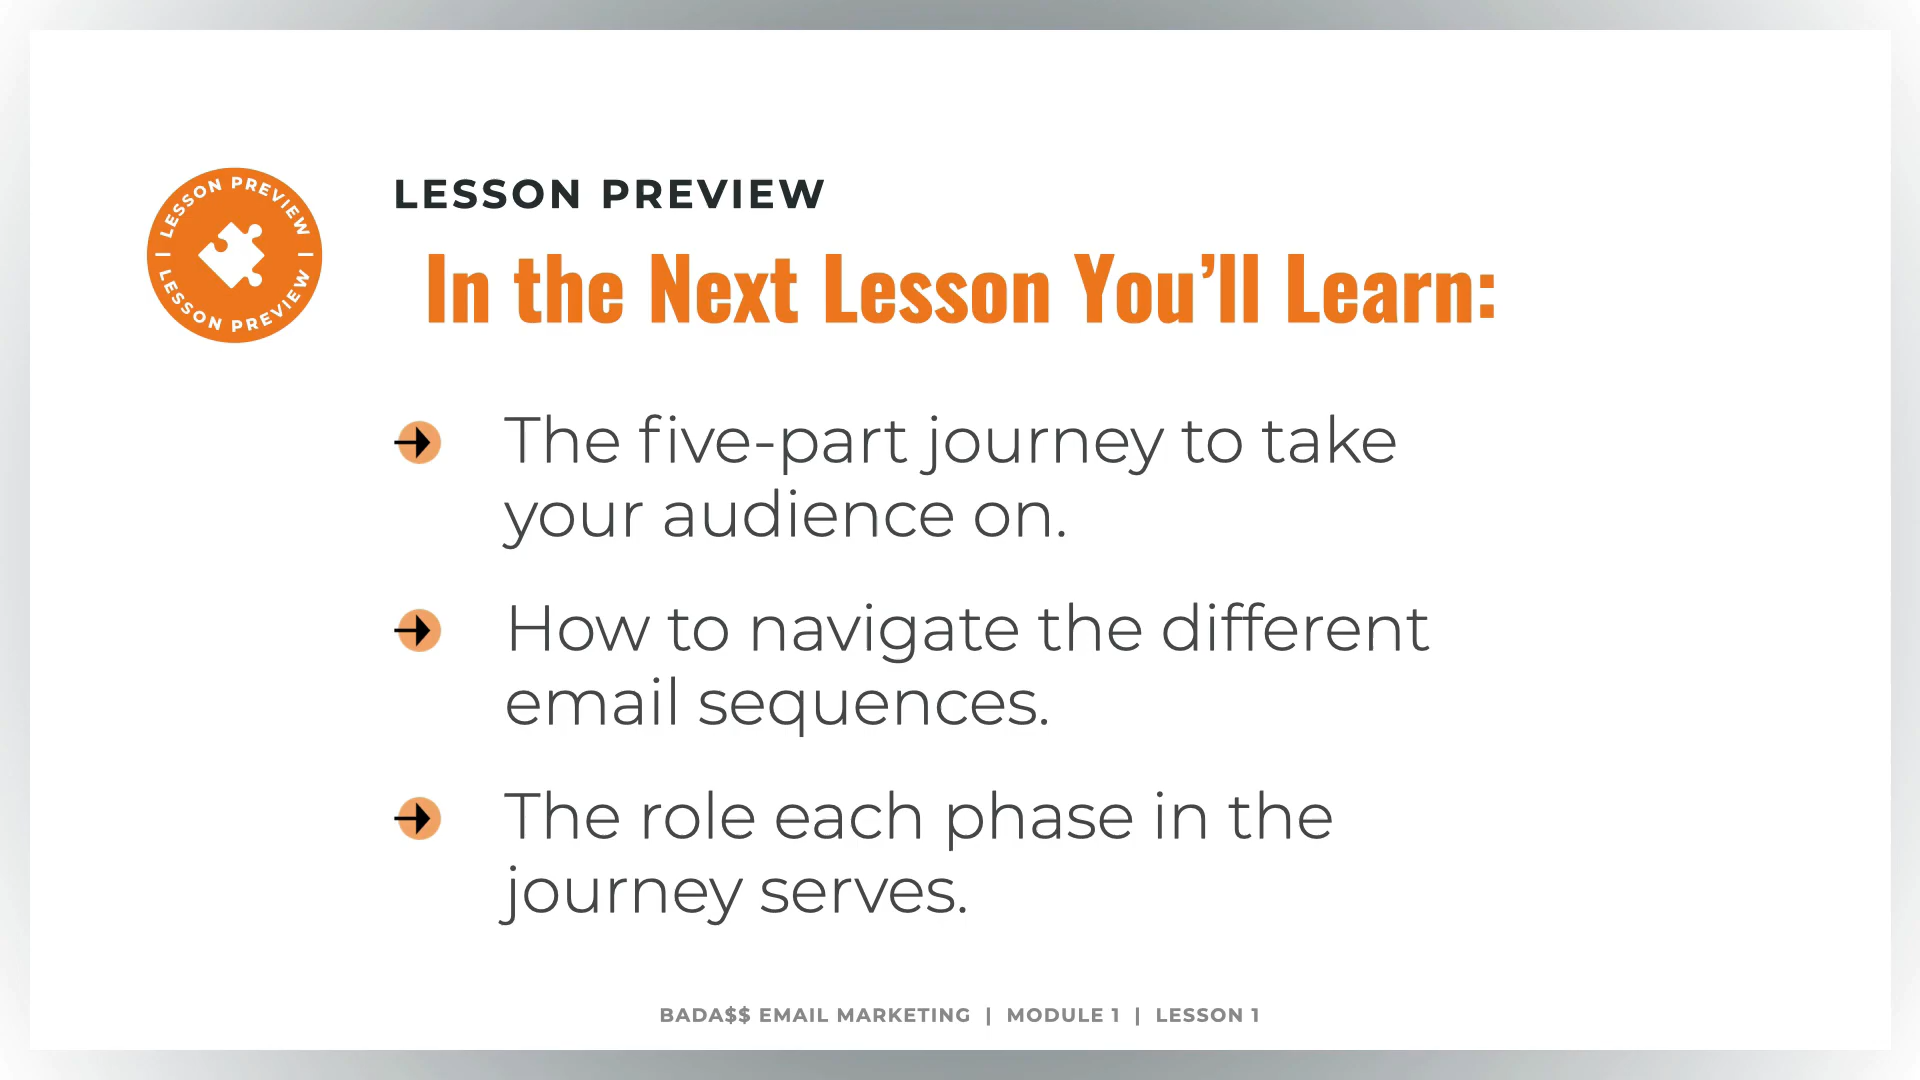 LESSON PREVIEW
LESSON PREVIEW
LESSON PREVIEW
In the Next Lesson You’ll Learn:
The five-part journey to take
your audience on.
How to navigate the different
email sequences.
The role each phase in the
journey serves.
BADA$$ EMAIL MARKETING | MODULE 1 | LESSON 1